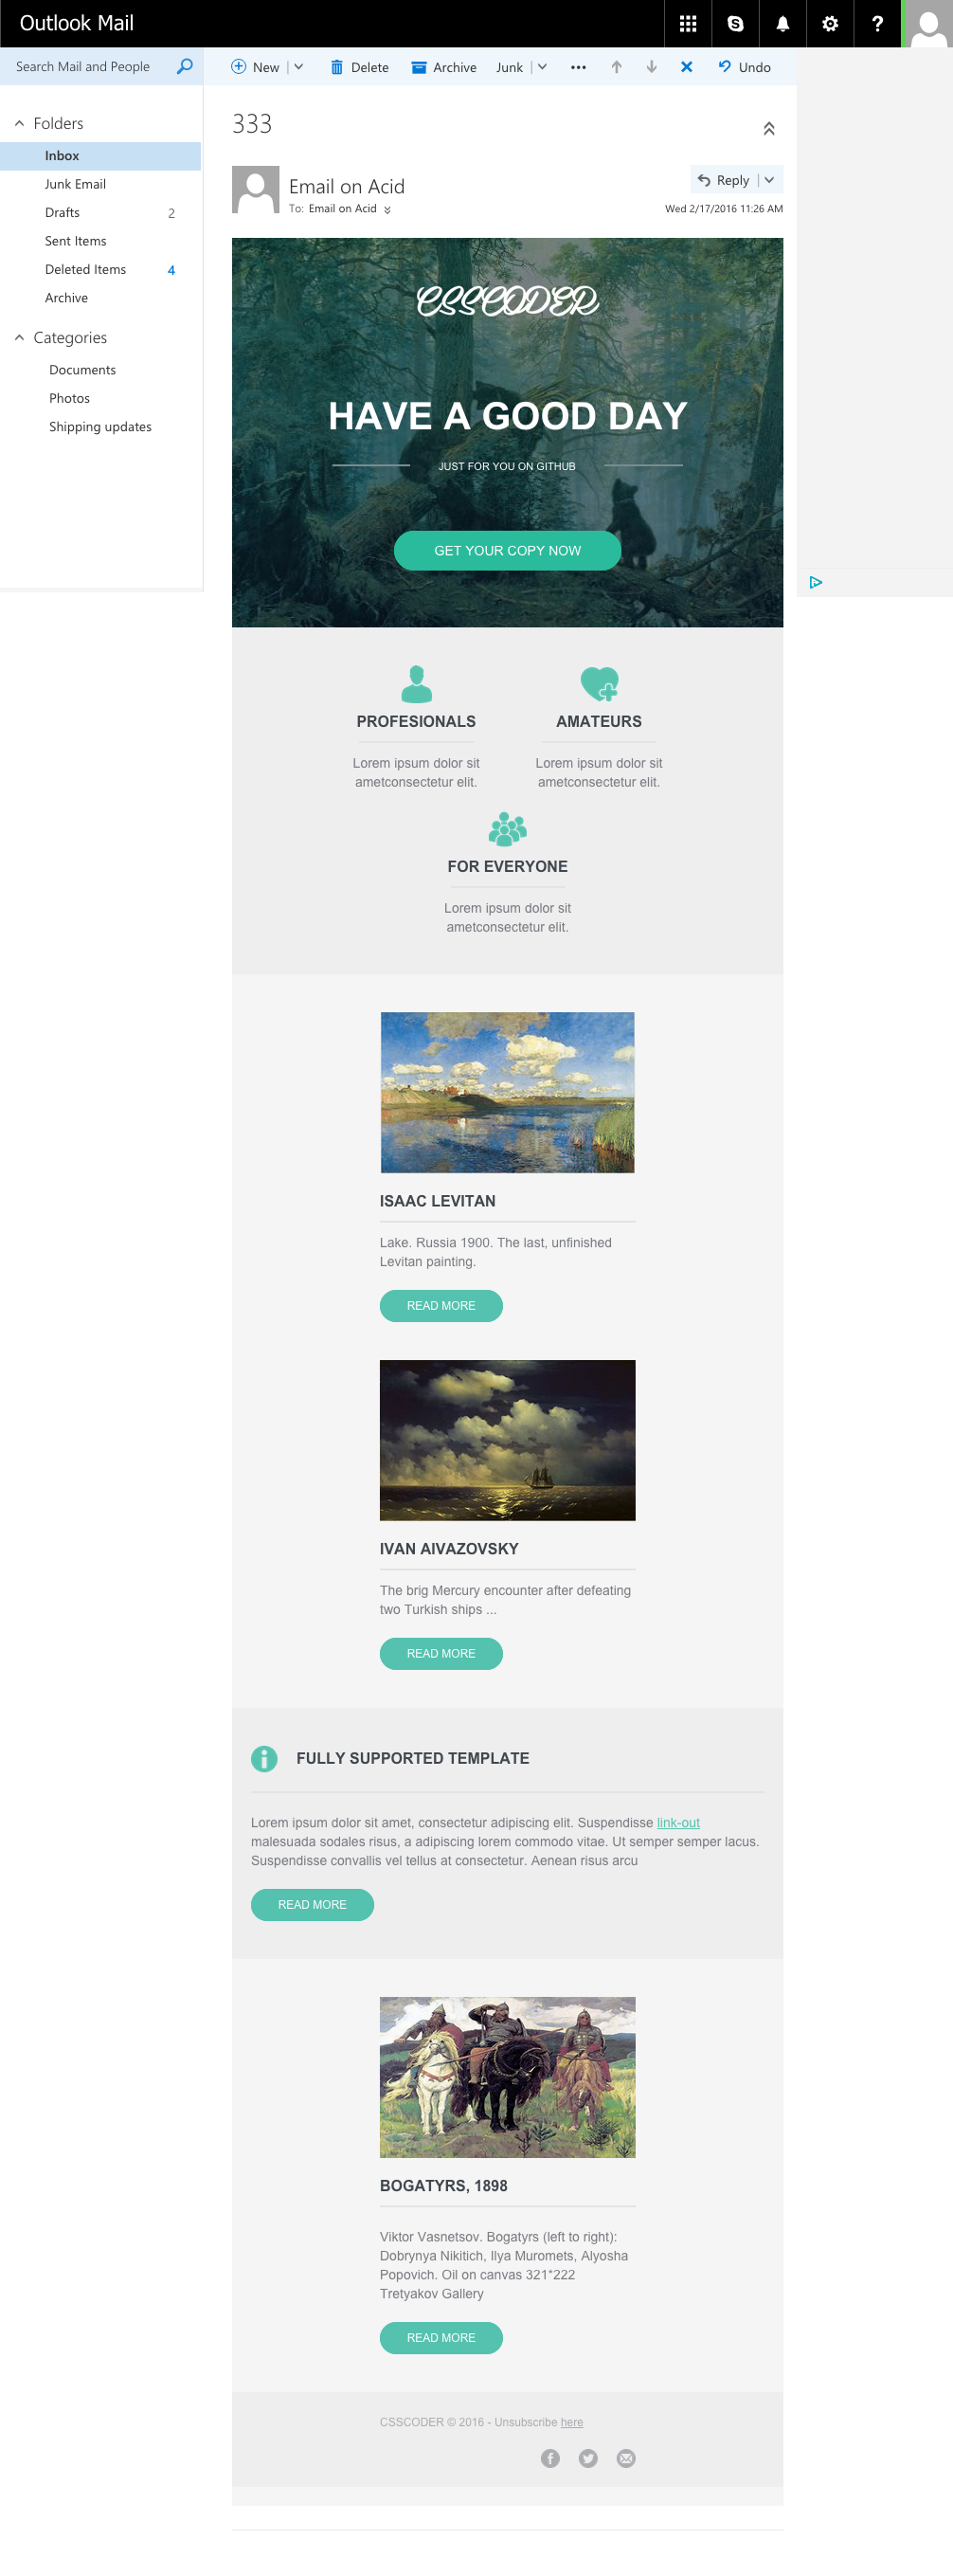 Outlook Mail
Search Mail and People
New
Delete
Archive
Junk
Undo
Folders
Inbox
Junk Email
Drafts 2
Sent Items
Deleted Items 4
Archive
Categories
Documents
Photos
Shipping updates
333
Email on Acid
Reply
To: Email on Acid
Wed 2/17/2016 11:26 AM
CSSCODER
HAVE A GOOD DAY
JUST FOR YOU ON GITHUB
GET YOUR COPY NOW
PROFESIONALS
Lorem ipsum dolor sit
ametconsectetur elit.
AMATEURS
Lorem ipsum dolor sit
ametconsectetur elit.
FOR EVERYONE
Lorem ipsum dolor sit
ametconsectetur elit.
ISAAC LEVITAN
Lake. Russia 1900. The last, unfinished
Levitan painting.
READ MORE
IVAN AIVAZOVSKY
The brig Mercury encounter after defeating
two Turkish ships ...
READ MORE
FULLY SUPPORTED TEMPLATE
Lorem ipsum dolor sit amet, consectetur adipiscing elit. Suspendisse link-out
malesuada sodales risus, a adipiscing lorem commodo vitae. Ut semper semper lacus.
Suspendisse convallis vel tellus at consectetur. Aenean risus arcu
READ MORE
BOGATYRS, 1898
Viktor Vasnetsov. Bogatyrs (left to right):
Dobrynya Nikitich, Ilya Muromets, Alyosha
Popovich. Oil on canvas 321*222
Tretyakov Gallery
READ MORE
CSSCODER © 2016 - Unsubscribe here